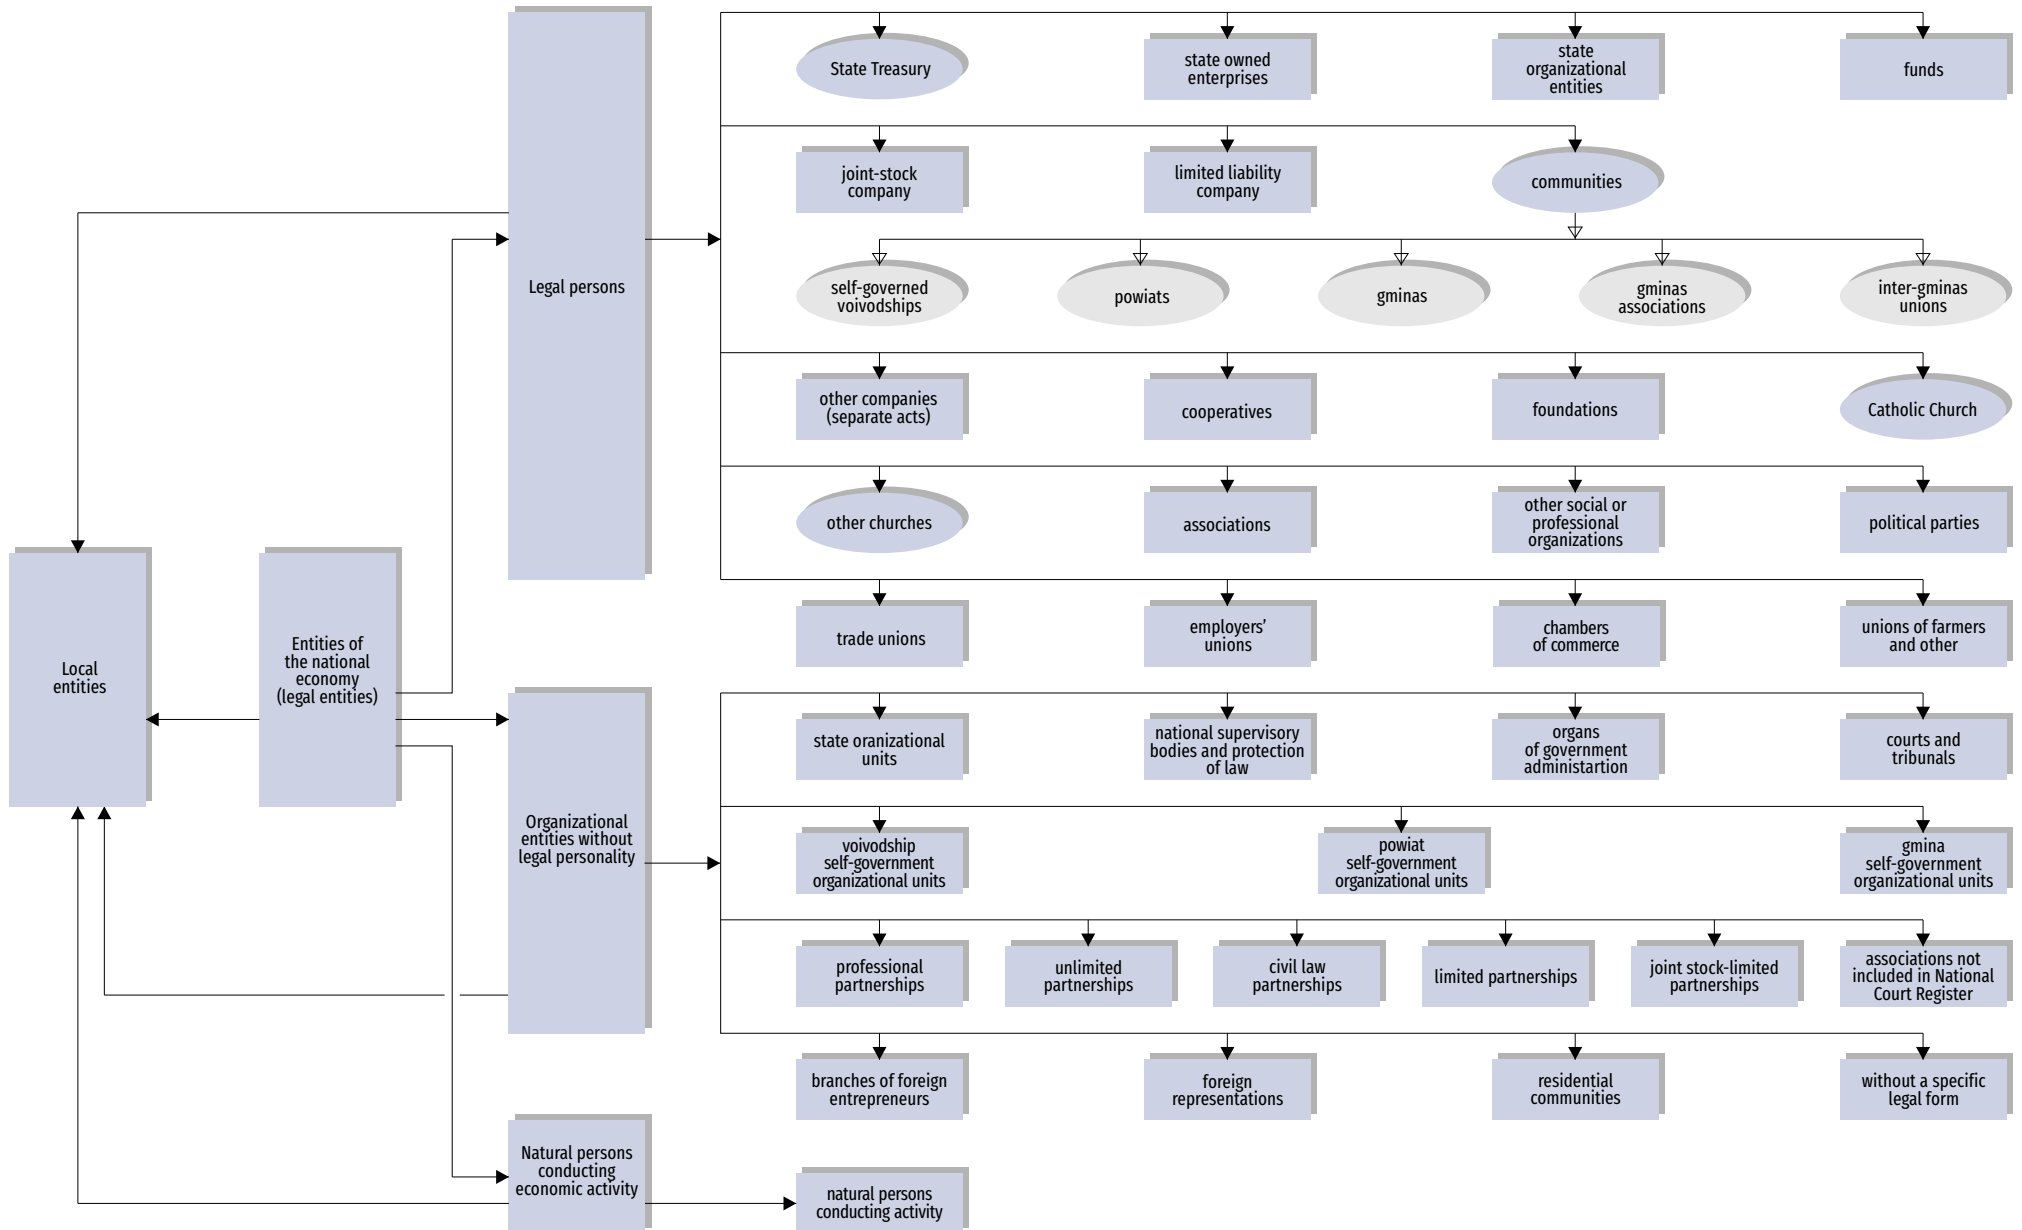 State Treasury
state owned
enterprises
state
organizational
entities
funds
joint-stock
company
limited liability
company
communities
Legal persons
self-governed
voivodships
powiats
gminas
gminas
associations
inter-gminas
unions
other companies
(separate acts)
cooperatives
foundations
Catholic Church
other churches
associations
other social or
professional
organizations
political parties
trade unions
employers'
unions
chambers
of commerce
unions of farmers
and other
Local
entities
Entities of
the national
economy
(legal entities)
state oranizational
units
national supervisory
bodies and protection
of law
organs
of government
administartion
courts and
tribunals
Organizational
entities without
legal personality
voivodship
self-government
organizational units
powiat
self-government
organizational units
gmina
self-government
organizational units
professional
partnerships
unlimited
partnerships
civil law
partnerships
limited partnerships
joint stock-limited
partnerships
associations not
included in National
Court Register
branches of foreign
entrepreneurs
foreign
representations
residential
communities
without a specific
legal form
Natural persons
conducting
economic activity
natural persons
conducting activity